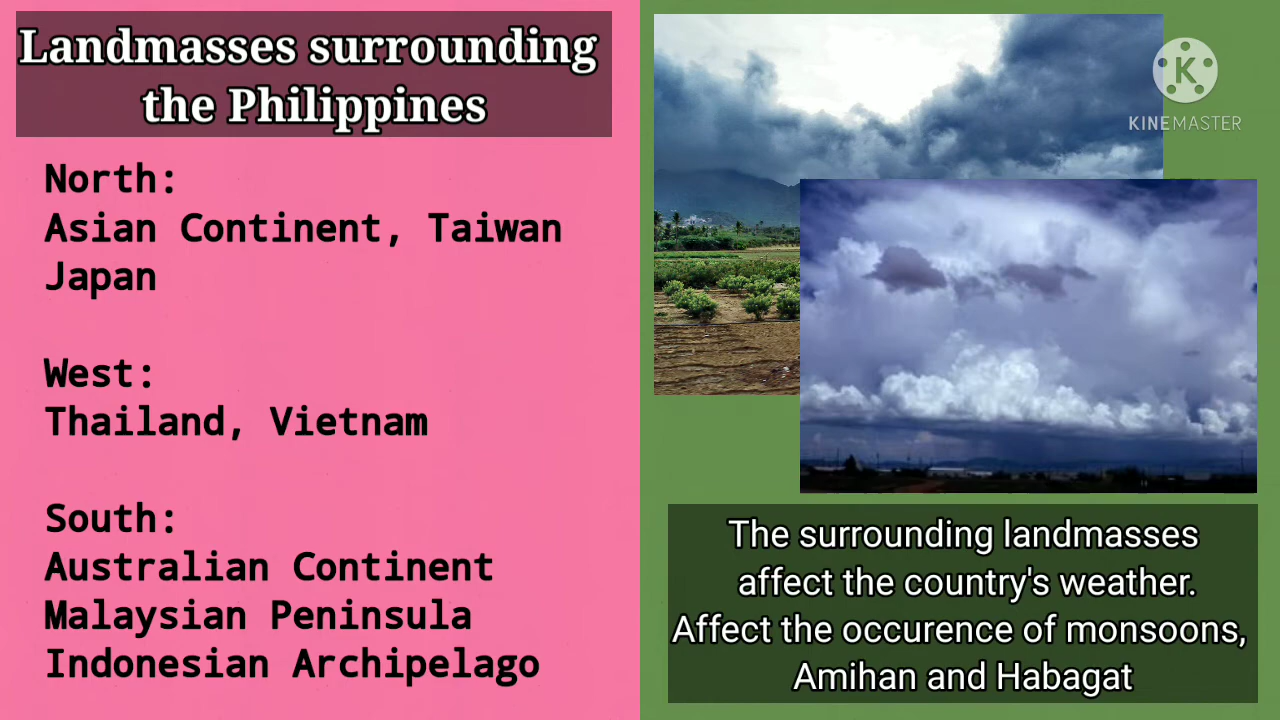 Landmasses surrounding
the Philippines
North:
Asian Continent, Taiwan
Japan
West:
Thailand, Vietnam
South:
Australian Continent
Malaysian Peninsula
Indonesian Archipelago
K
KINEMASTER
The surrounding landmasses
affect the country's weather.
Affect the occurence of monsoons,
Amihan and Habagat